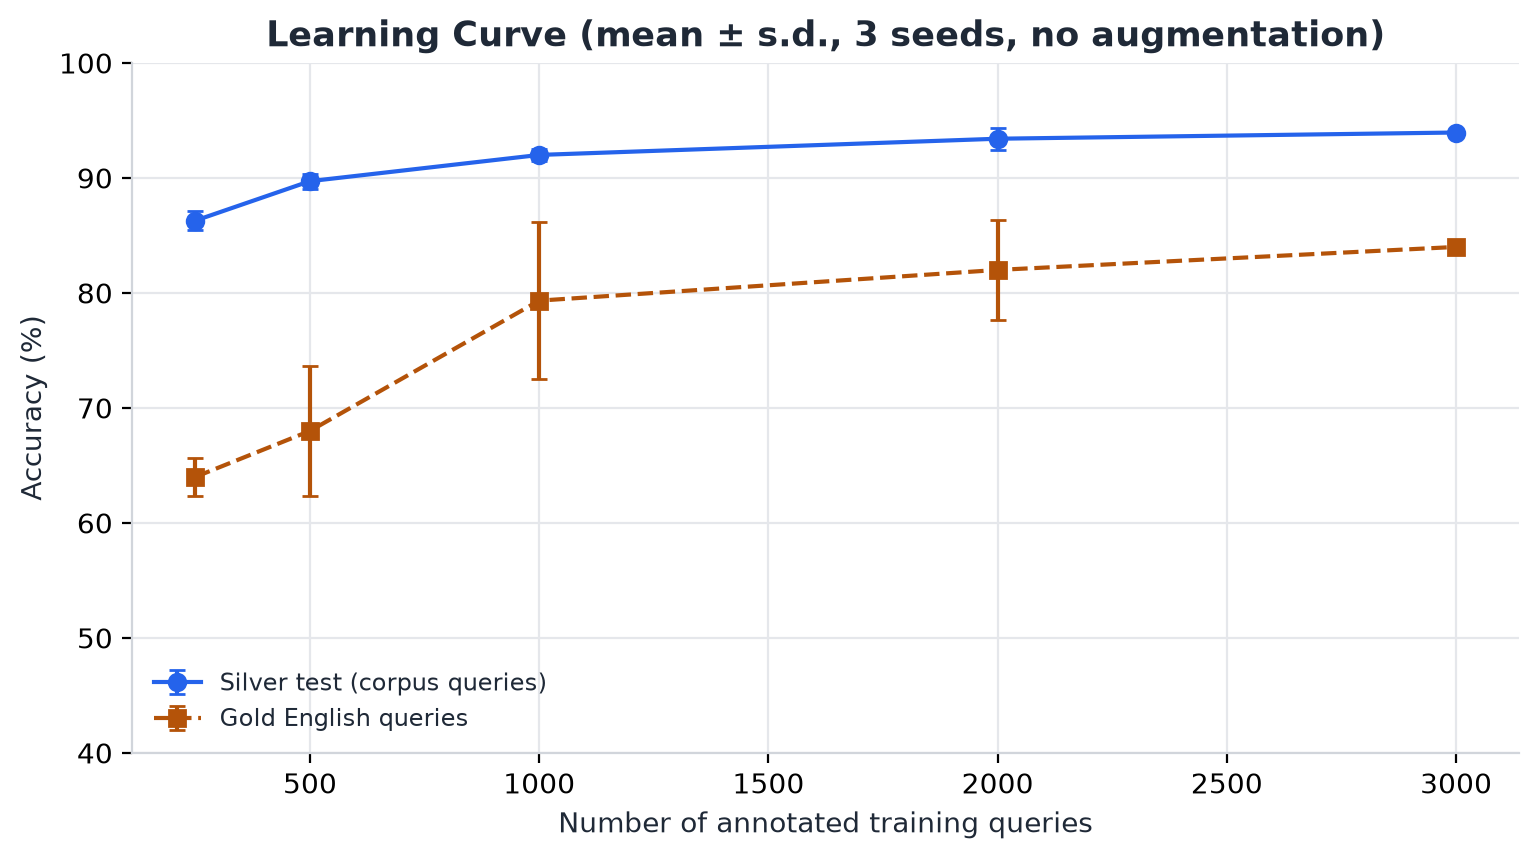 Learning Curve (mean ± s.d., 3 seeds, no augmentation)
100
90
80
70
60
50
40
Accuracy (%)
Silver test (corpus queries)
Gold English queries
500
1000
1500
2000
2500
3000
Number of annotated training queries